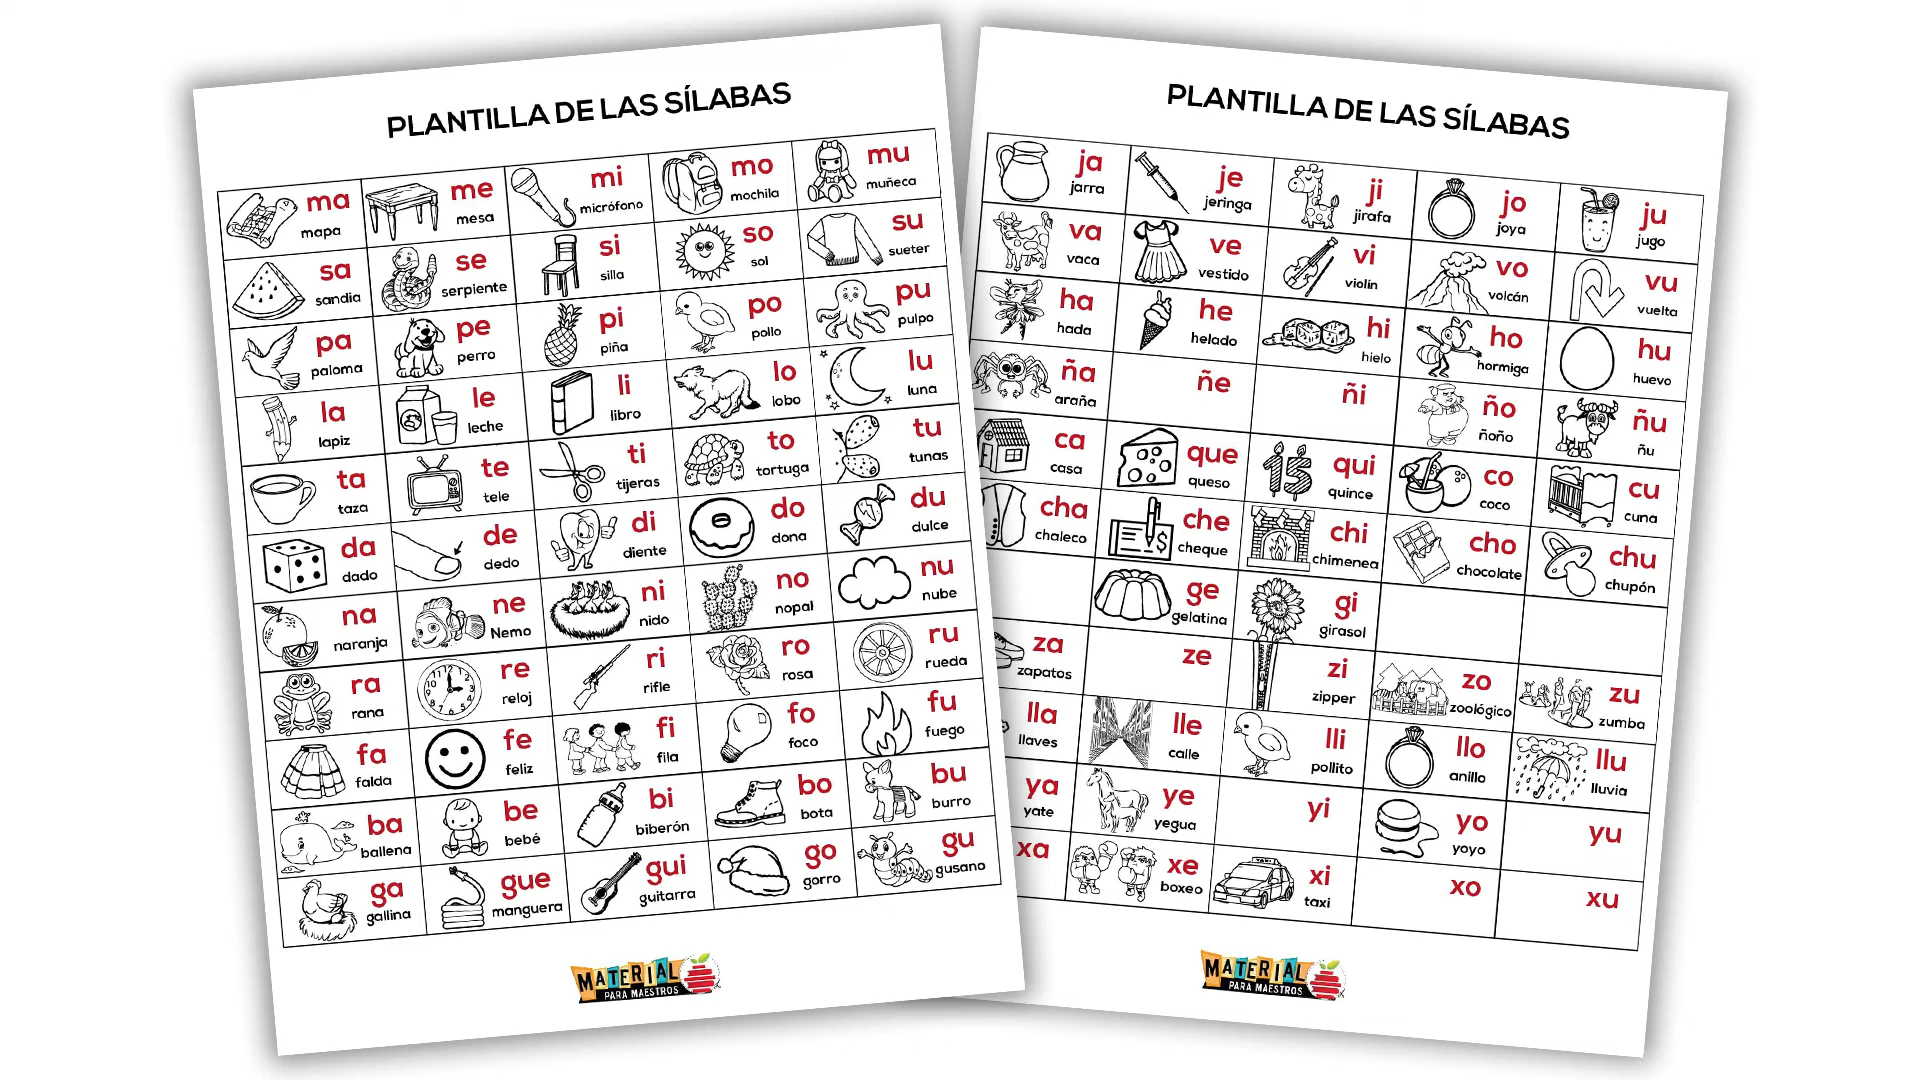 PLANTILLA DE LAS SÍLABAS
ma
mapa
me
mesa
mi
micrófono
mo
mochila
mu
muñeca
sa
sandia
se
serpiente
si
silla
so
sol
su
sueter
pa
paloma
pe
perro
pi
piña
po
pollo
pu
pulpo
la
lapiz
le
leche
li
libro
lo
lobo
lu
luna
ta
taza
te
tele
ti
tijeras
to
tortuga
tu
tunas
da
dado
de
dedo
di
diente
do
dona
du
dulce
na
naranja
ne
Nemo
ni
nido
no
nopal
nu
nube
ra
rana
re
reloj
ri
rifle
ro
rosa
ru
rueda
fa
falda
fe
feliz
fi
fila
fo
foco
fu
fuego
ba
ballena
be
bebé
bi
biberón
bo
bota
bu
burro
ga
gallina
gue
manguera
gui
guitarra
go
gorro
gu
gusano
MATERIAL
PARA MAESTROS
PLANTILLA DE LAS SÍLABAS
ja
jarra
je
jeringa
ji
jirafa
jo
joya
ju
jugo
va
vaca
ve
vestido
vi
violín
vo
volcán
vu
vuelta
ha
hada
he
helado
hi
hielo
ho
hormiga
hu
huevo
ña
araña
ñe
ñi
ño
ñoño
ñu
ñu
ca
casa
que
queso
qui
quince
15
co
coco
cu
cuna
cha
chaleco
che
cheque
$
chi
chimenea
cho
chocolate
chu
chupón
ge
gelatina
gi
girasol
za
zapatos
ze
zi
zipper
zo
zoológico
zu
zumba
lla
llaves
lle
calle
lli
pollito
llo
anillo
llu
lluvia
ya
yate
ye
yegua
yi
yo
yoyo
yu
xa
xe
boxeo
xi
taxi
TAXI
xo
xu
MATERIAL
PARA MAESTROS